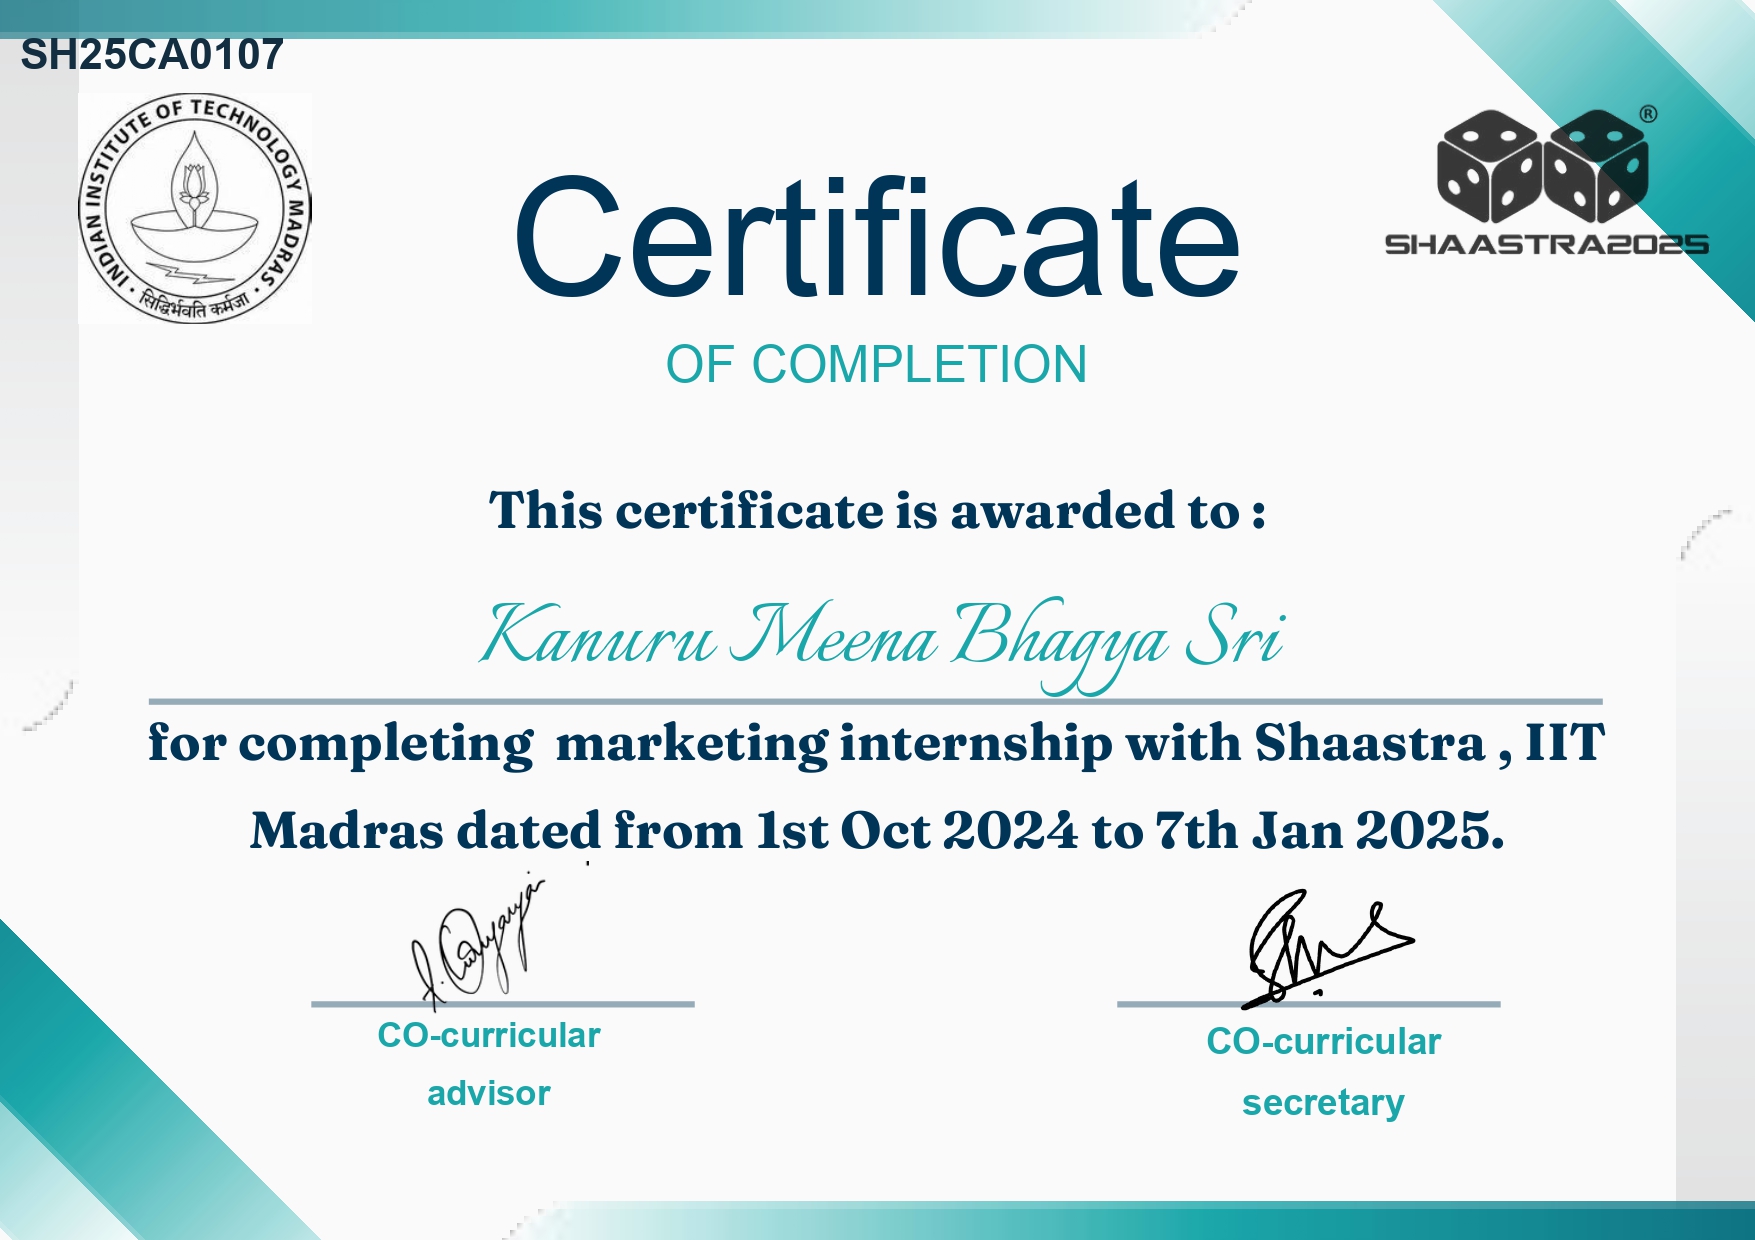 SH25CA0107
INDIAN INSTITUTE OF TECHNOLOGY MADRAS
सिद्धिर्भवति कर्मजा
®
SHAASTRA2025
Certificate
OF COMPLETION
This certificate is awarded to :
Kanuru Meena Bhagya Sri
for completing marketing internship with Shaastra , IIT
Madras dated from 1st Oct 2024 to 7th Jan 2025.
CO-curricular
advisor
CO-curricular
secretary